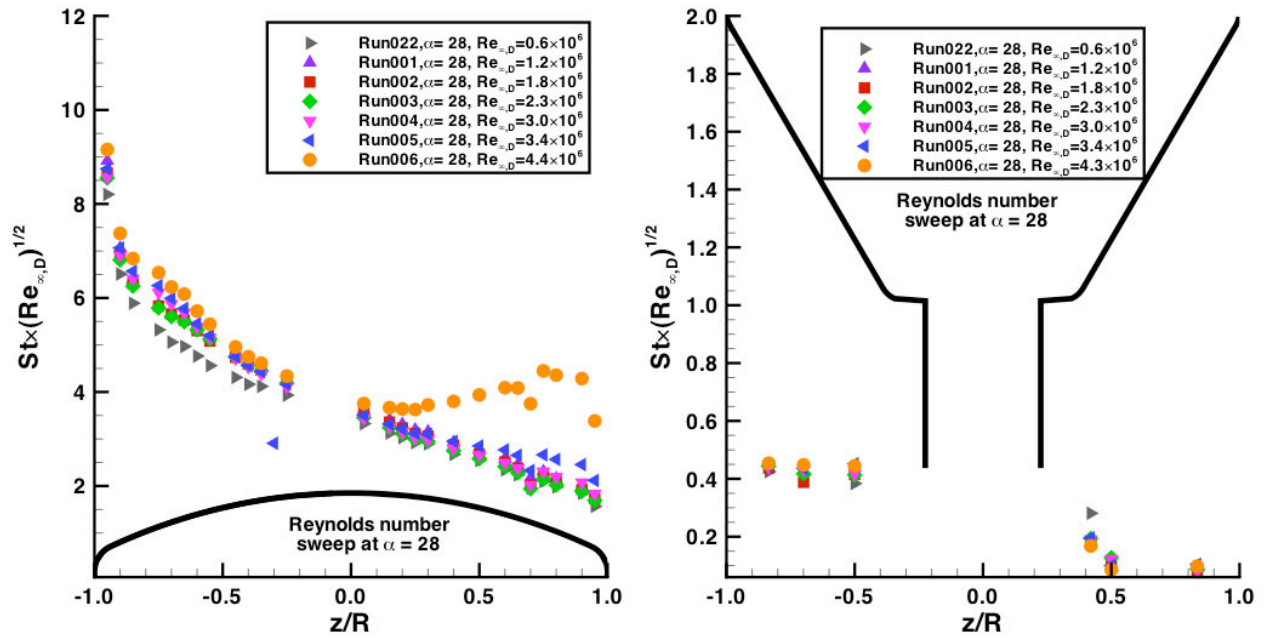 12
10
8
6
4
2
St×(Re∞,D)1/2
Run022,α= 28, Re∞,D=0.6×10⁶
Run001,α= 28, Re∞,D=1.2×10⁶
Run002,α= 28, Re∞,D=1.8×10⁶
Run003,α= 28, Re∞,D=2.3×10⁶
Run004,α= 28, Re∞,D=3.0×10⁶
Run005,α= 28, Re∞,D=3.4×10⁶
Run006,α= 28, Re∞,D=4.4×10⁶
Reynolds number
sweep at α = 28
-1.0 -0.5 0.0 0.5 1.0
z/R
2.0
1.8
1.6
1.4
1.2
1.0
0.8
0.6
0.4
0.2
St×(Re∞,D)1/2
Run022,α= 28, Re∞,D=0.6×10⁶
Run001,α= 28, Re∞,D=1.2×10⁶
Run002,α= 28, Re∞,D=1.8×10⁶
Run003,α= 28, Re∞,D=2.3×10⁶
Run004,α= 28, Re∞,D=3.0×10⁶
Run005,α= 28, Re∞,D=3.4×10⁶
Run006,α= 28, Re∞,D=4.3×10⁶
Reynolds number
sweep at α = 28
-1.0 -0.5 0.0 0.5 1.0
z/R